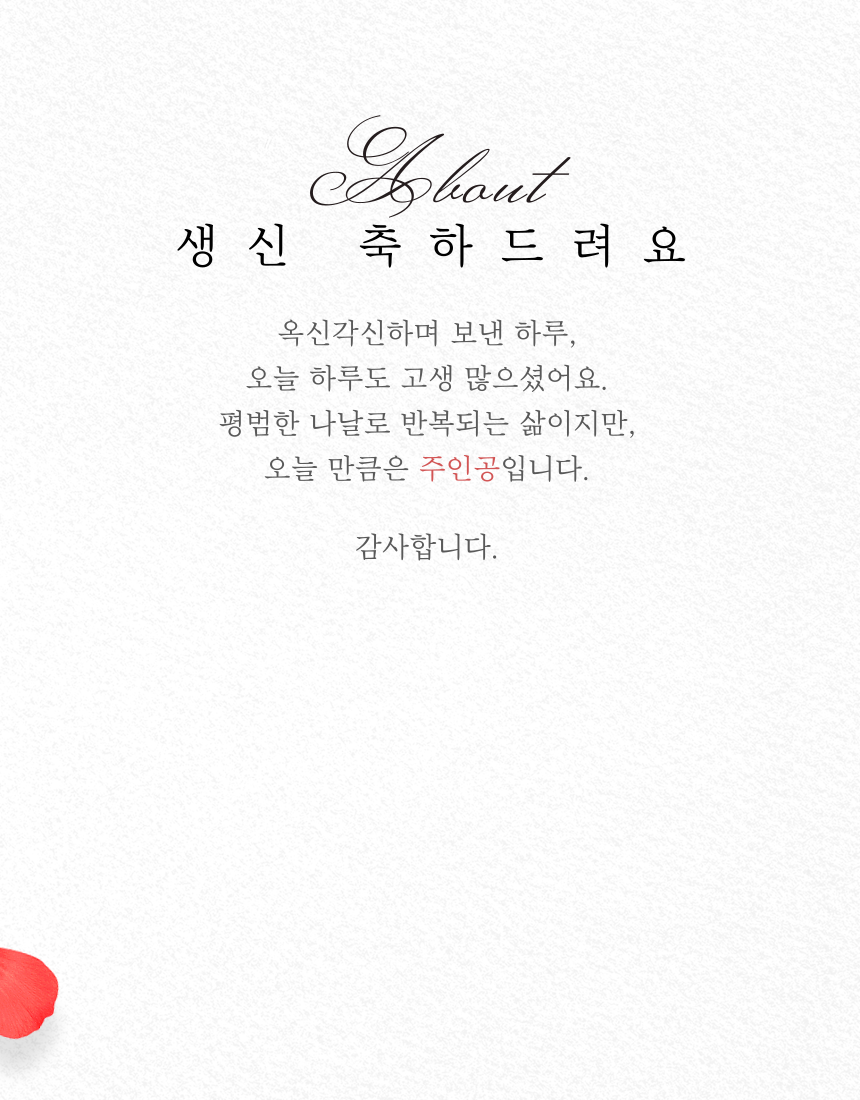 About
생신 축하드려요
옥신각신하며 보낸 하루,
오늘 하루도 고생 많으셨어요.
평범한 나날로 반복되는 삶이지만,
오늘 만큼은 주인공입니다.
감사합니다.